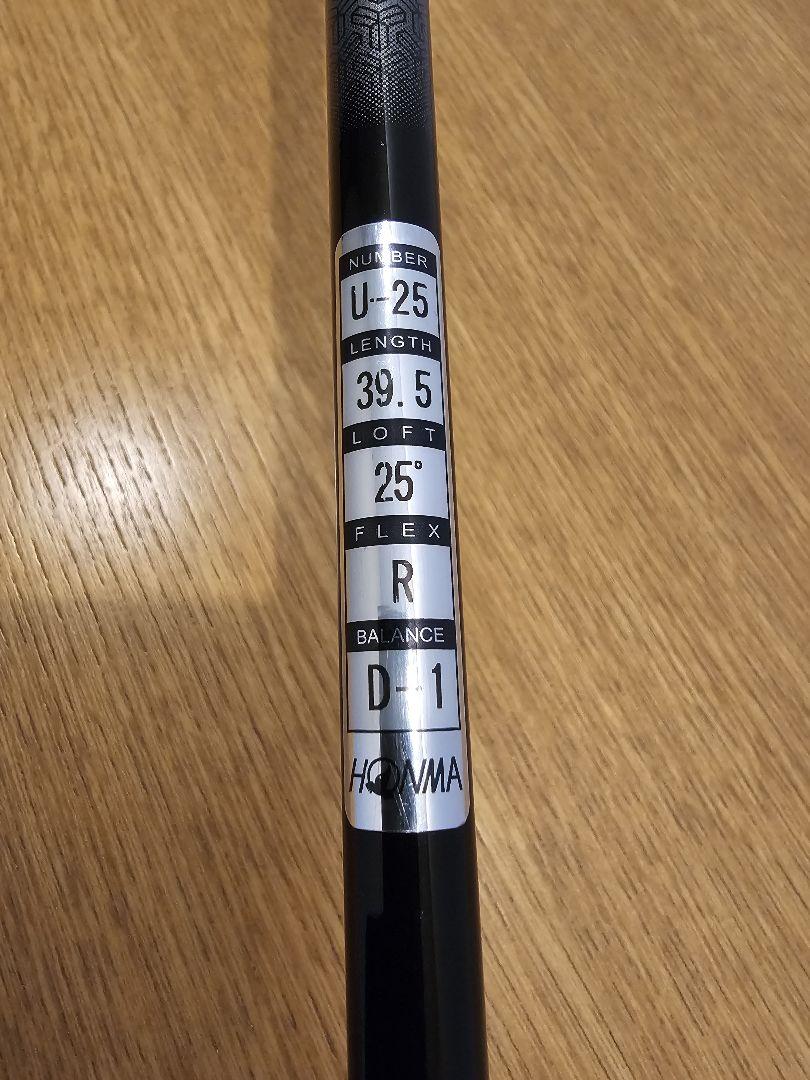 NUMBER
U-25
LENGTH
39.5
LOFT
25°
FLEX
R
BALANCE
D-1
HONMA